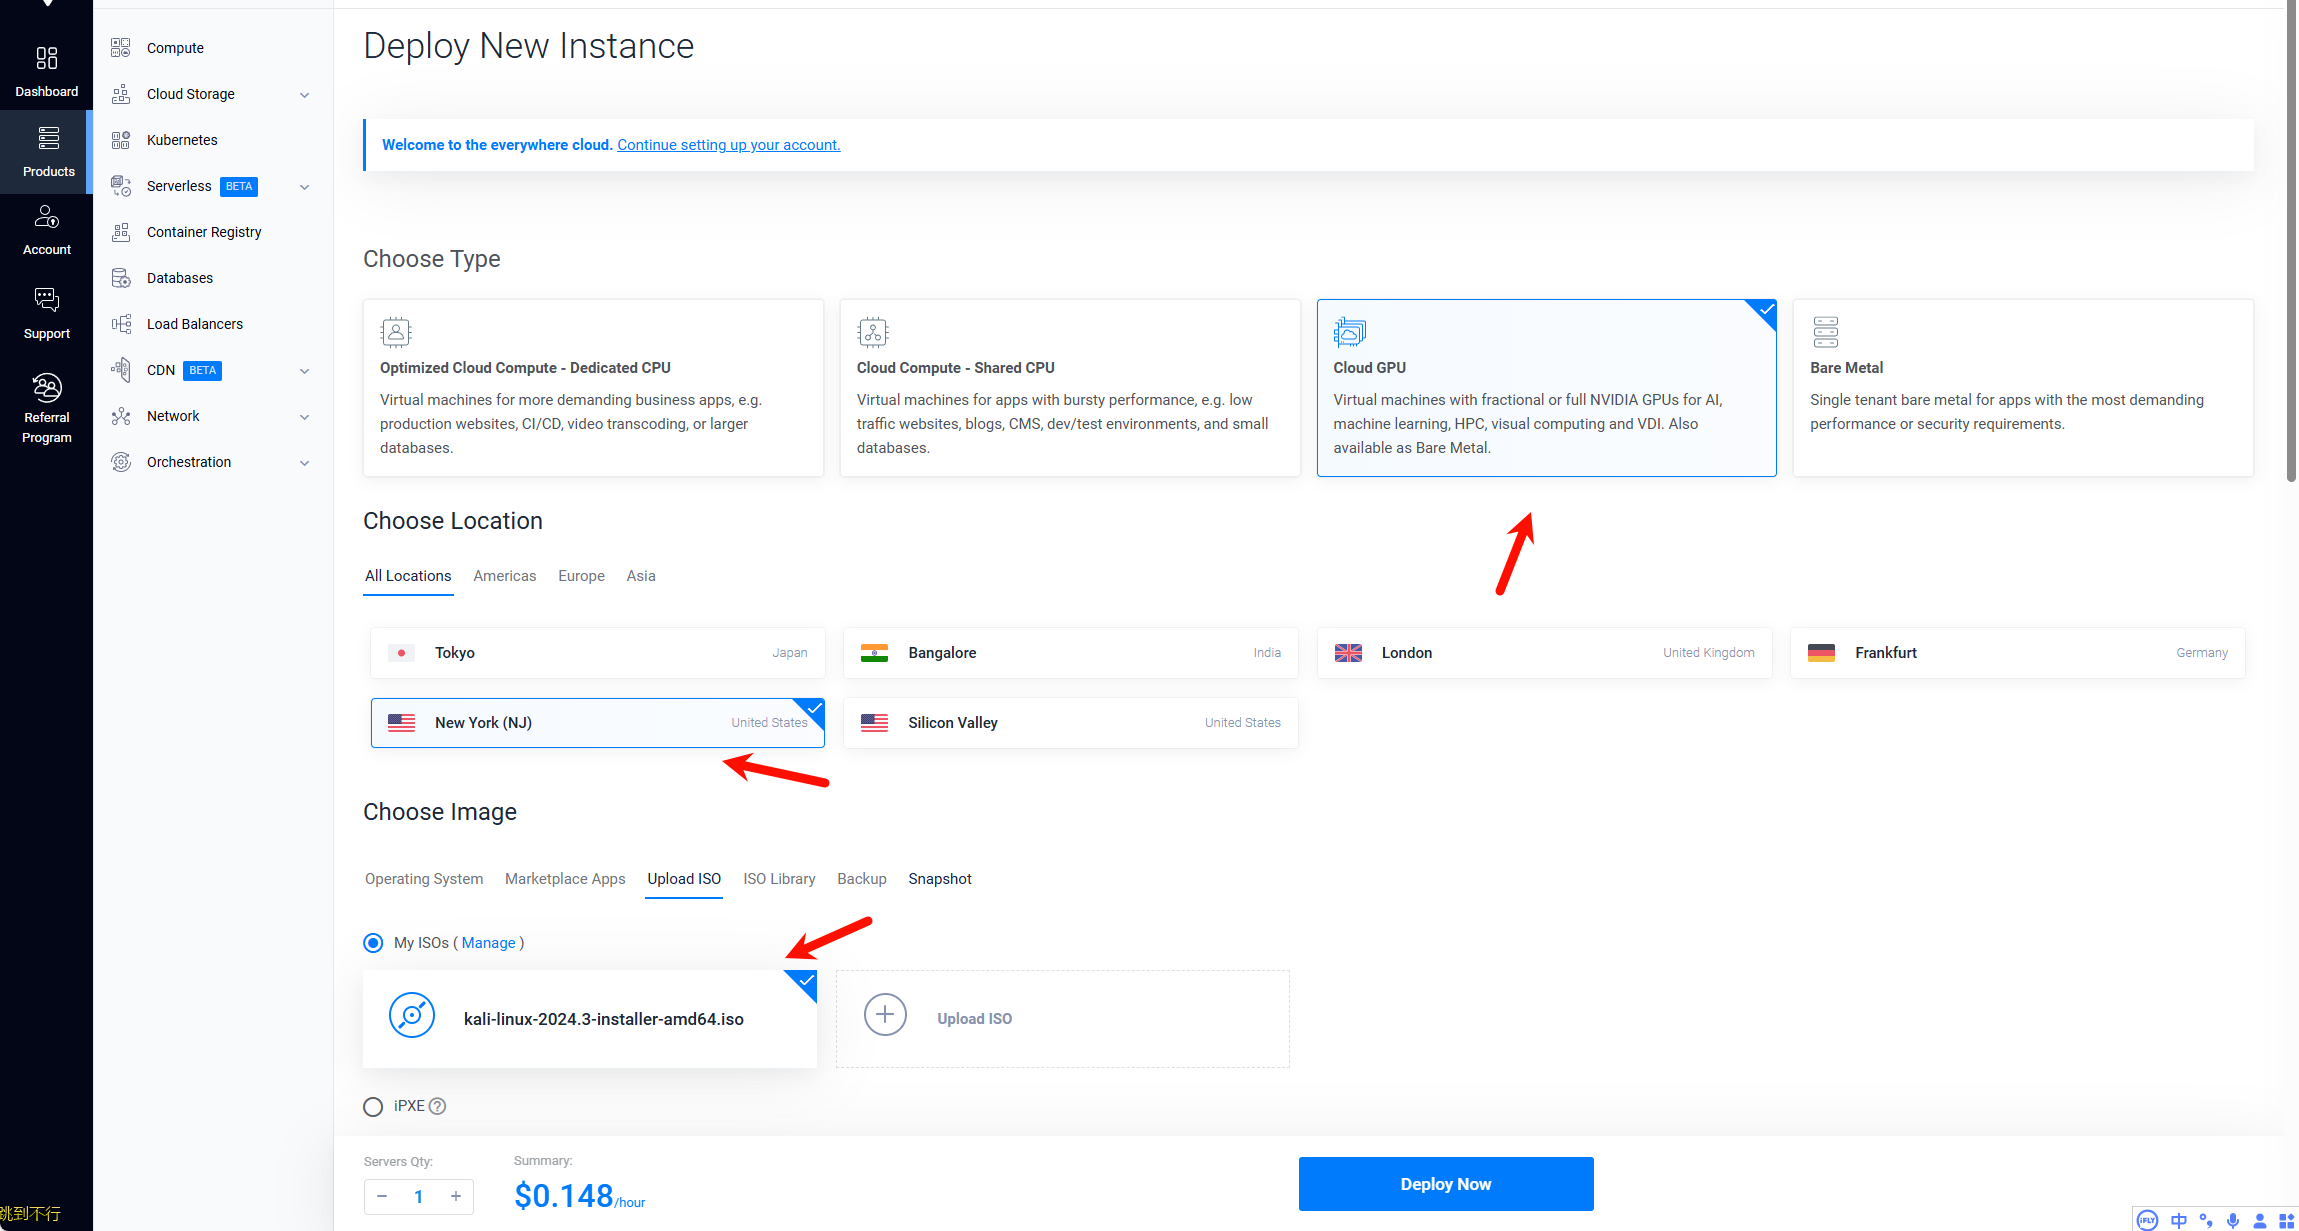 Dashboard
Products
Account
Support
Referral
Program
Compute
Cloud Storage
Kubernetes
Serverless BETA
Container Registry
Databases
Load Balancers
CDN BETA
Network
Orchestration
Deploy New Instance
Welcome to the everywhere cloud. Continue setting up your account.
Choose Type
Optimized Cloud Compute - Dedicated CPU
Virtual machines for more demanding business apps, e.g.
production websites, CI/CD, video transcoding, or larger
databases.
Cloud Compute - Shared CPU
Virtual machines for apps with bursty performance, e.g. low
traffic websites, blogs, CMS, dev/test environments, and small
databases.
Cloud GPU
Virtual machines with fractional or full NVIDIA GPUs for AI,
machine learning, HPC, visual computing and VDI. Also
available as Bare Metal.
Bare Metal
Single tenant bare metal for apps with the most demanding
performance or security requirements.
Choose Location
All Locations Americas Europe Asia
Tokyo Japan
Bangalore India
London United Kingdom
Frankfurt Germany
New York (NJ) United States
Silicon Valley United States
Choose Image
Operating System Marketplace Apps Upload ISO ISO Library Backup Snapshot
My ISOs ( Manage )
kali-linux-2024.3-installer-amd64.iso
Upload ISO
iPXE ?
Servers Qty:
− 1 +
Summary:
$0.148/hour
Deploy Now
跳到不行
iFLY 中